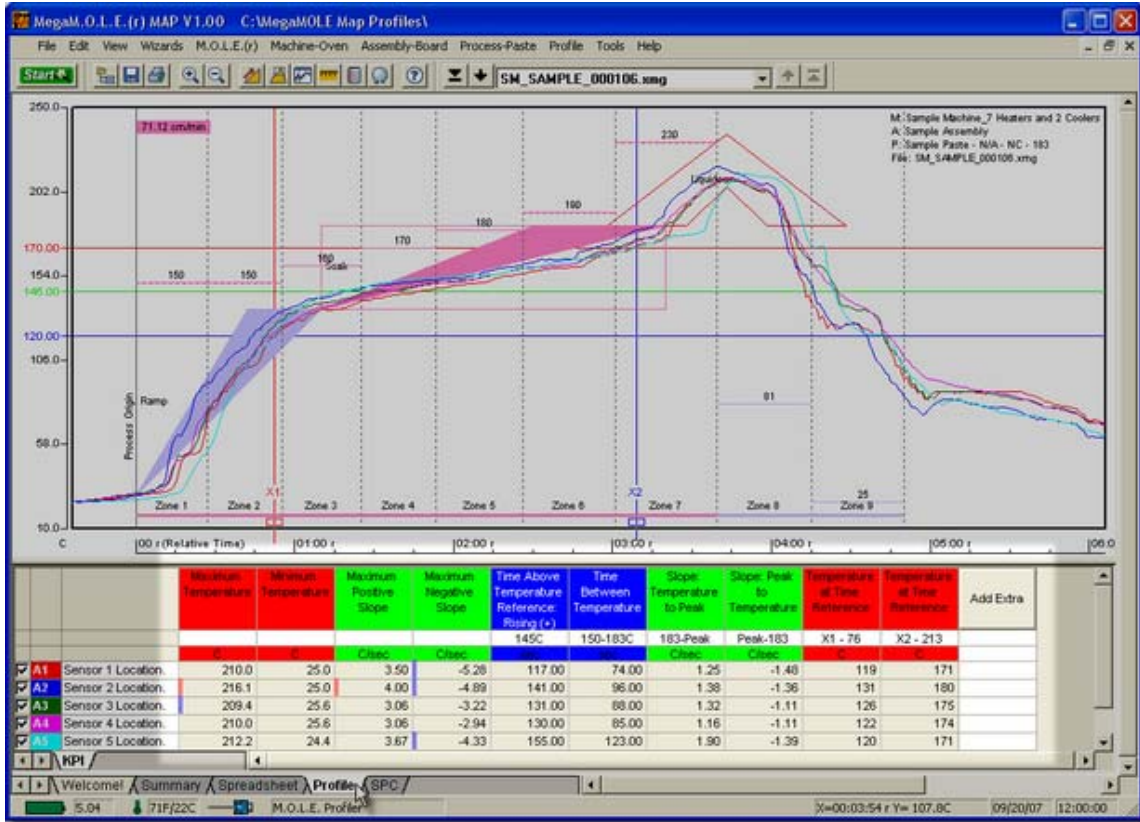 MegaM.O.L.E.(r) MAP V1.00 C:\MegaMOLE Map Profiles\
File Edit View Wizards M.O.L.E.(r) Machine-Oven Assembly-Board Process-Paste Profile Tools Help
Start SM_SAMPLE_000106.xmg
260.0
71.12 cm/min
M: Sample Machine_7 Heaters and 2 Coolers
A: Sample Assembly
P: Sample Paste - N/A - NC - 183
File: SM_SAMPLE_000106.xmg
230
Liquidous
202.0
190
180
170
170.00
160
Soak
154.0
150 150
145.00
120.00
106.0
81
Process Origin
Ramp
58.0
X1 X2
25
Zone 1 Zone 2 Zone 3 Zone 4 Zone 5 Zone 6 Zone 7 Zone 8 Zone 9
10.0
C 00 r(Relative Time) 01:00 r 02:00 r 03:00 r 04:00 r 05:00 r 06:0
Maximum Temperature Minimum Temperature Maximum Positive Slope Maximum Negative Slope Time Above Temperature Reference: Rising (+) Time Between Temperature Slope: Temperature to Peak Slope: Peak to Temperature Temperature at Time Reference Temperature at Time Reference Add Extra
145C 150-183C 183-Peak Peak-183 X1 - 76 X2 - 213
C C C/sec C/sec sec sec C/sec C/sec C C
A1 Sensor 1 Location. 210.0 25.0 3.50 -5.28 117.00 74.00 1.25 -1.48 119 171
A2 Sensor 2 Location. 216.1 25.0 4.00 -4.89 141.00 96.00 1.38 -1.36 131 180
A3 Sensor 3 Location. 209.4 25.6 3.06 -3.22 131.00 88.00 1.32 -1.11 126 175
A4 Sensor 4 Location. 210.0 25.6 3.06 -2.94 130.00 85.00 1.16 -1.11 122 174
A5 Sensor 5 Location. 212.2 24.4 3.67 -4.33 155.00 123.00 1.90 -1.39 120 171
KPI
Welcome! Summary Spreadsheet Profile SPC
5.04 71F/22C M.O.L.E. Profiler X=00:03:54 r Y= 107.8C 09/20/07 12:00:00